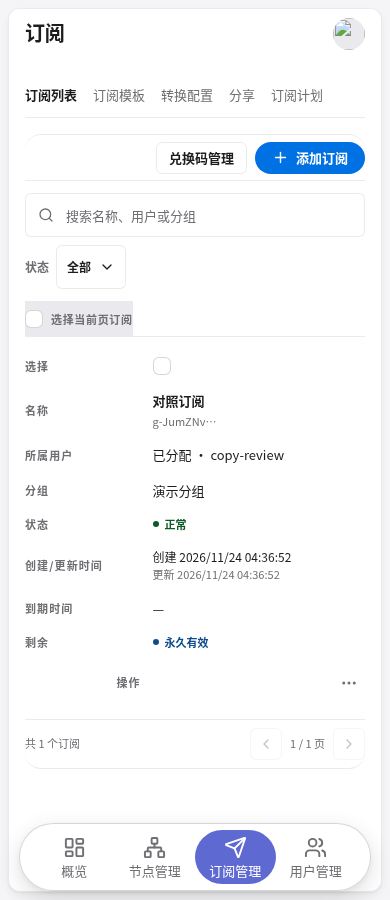 订阅
订阅列表 订阅模板 转换配置 分享 订阅计划
兑换码管理 添加订阅
搜索名称、用户或分组
状态 全部
选择当前页订阅
选择
名称 对照订阅
g-JumZNv···
所属用户 已分配 · copy-review
分组 演示分组
状态 正常
创建/更新时间 创建 2026/11/24 04:36:52
更新 2026/11/24 04:36:52
到期时间 —
剩余 永久有效
操作
共 1 个订阅 1 / 1 页
概览 节点管理 订阅管理 用户管理